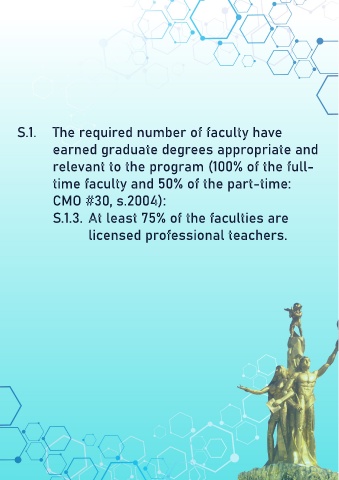 S.1. The required number of faculty have
earned graduate degrees appropriate and
relevant to the program (100% of the full-
time faculty and 50% of the part-time:
CMO #30, s.2004):
S.1.3. At least 75% of the faculties are
licensed professional teachers.